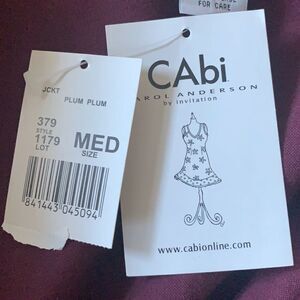 FOR CARE
JCKT
PLUM PLUM
379
STYLE
1179
LOT
MED
SIZE
841443 045094
CAbi
AROL ANDERSON
by invitation
www.cabionline.com